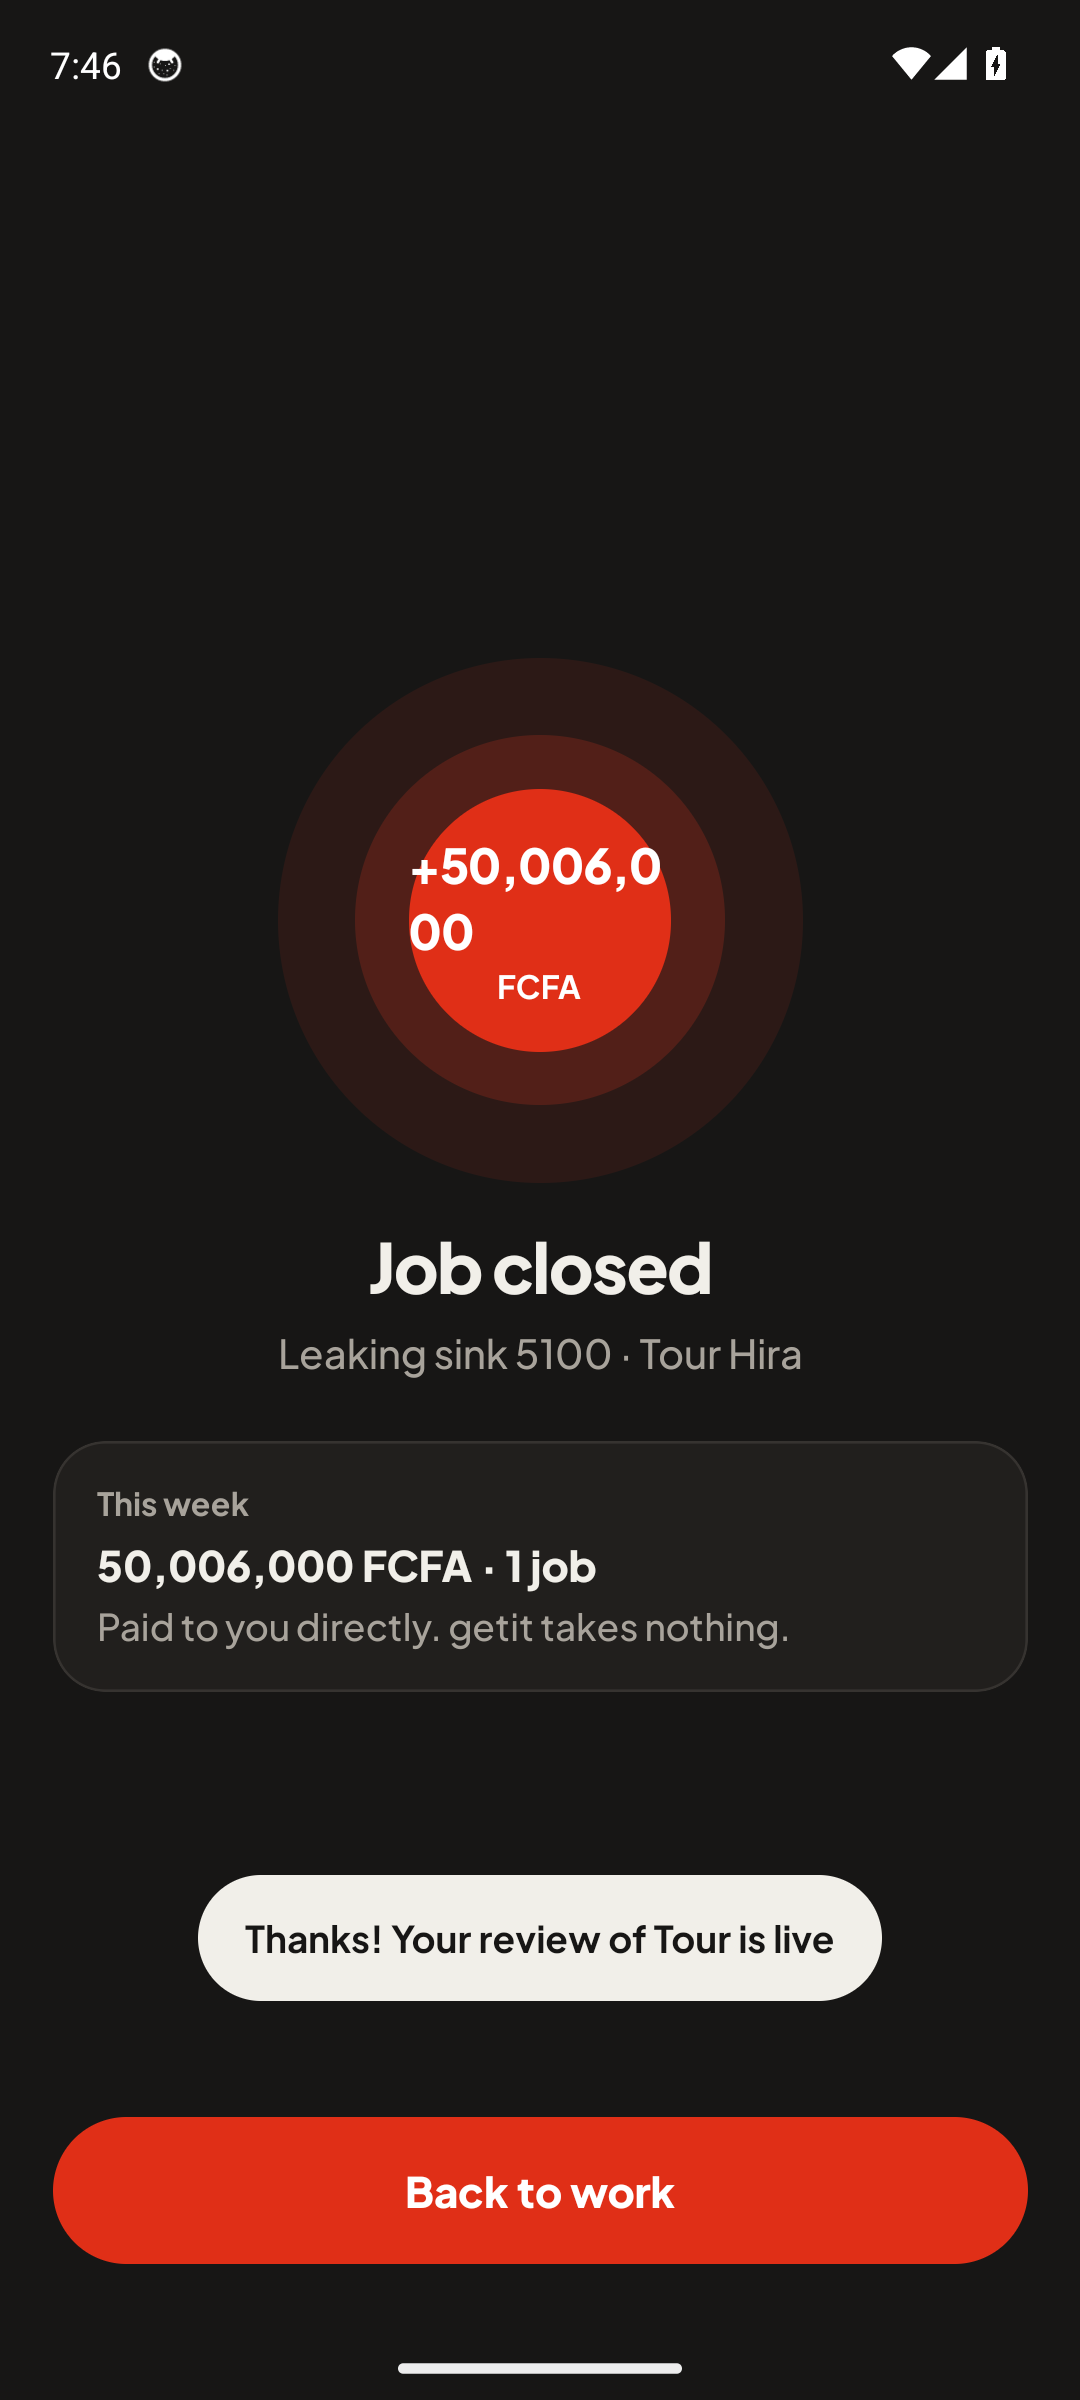 7:46
+50,006,0
00
FCFA
Job closed
Leaking sink 5100 · Tour Hira
This week
50,006,000 FCFA · 1 job
Paid to you directly. getit takes nothing.
Thanks! Your review of Tour is live
Back to work